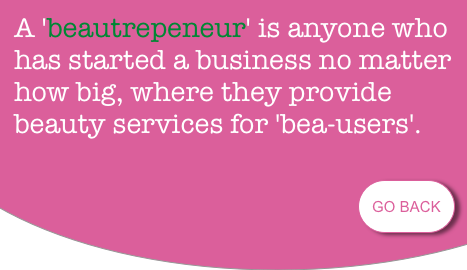 A 'beautrepeneur' is anyone who
has started a business no matter
how big, where they provide
beauty services for 'bea-users'.
GO BACK